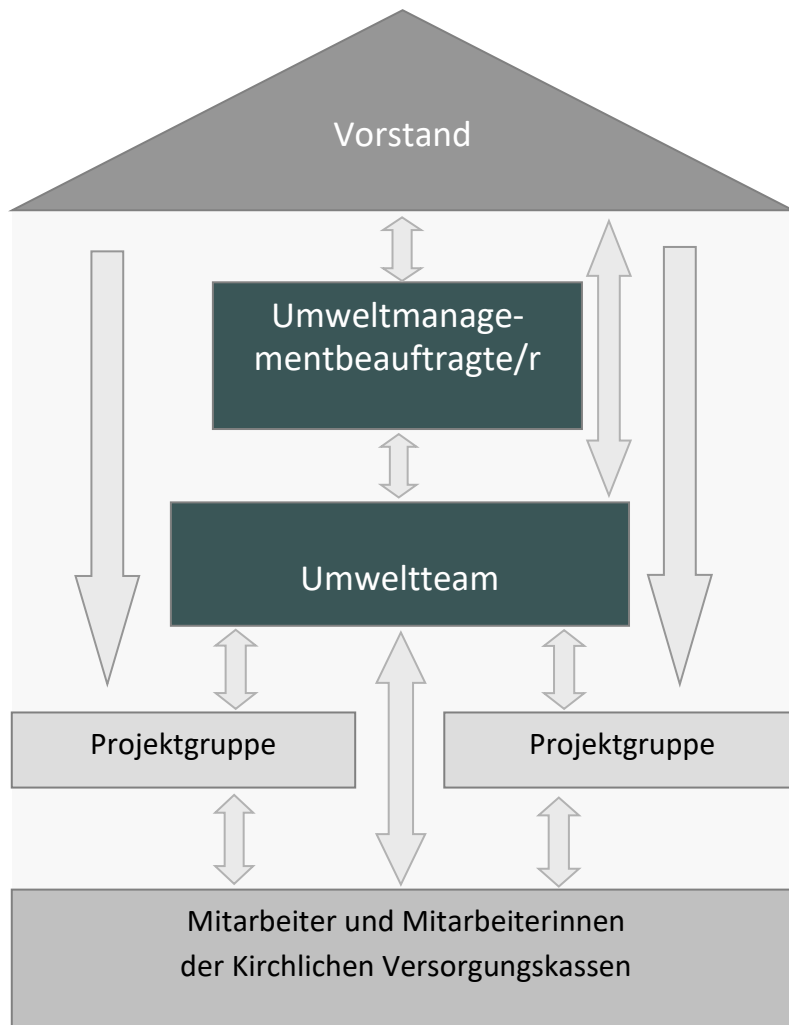 Vorstand
Umweltmanage-
mentbeauftragte/r
Umweltteam
Projektgruppe
Projektgruppe
Mitarbeiter und Mitarbeiterinnen
der Kirchlichen Versorgungskassen